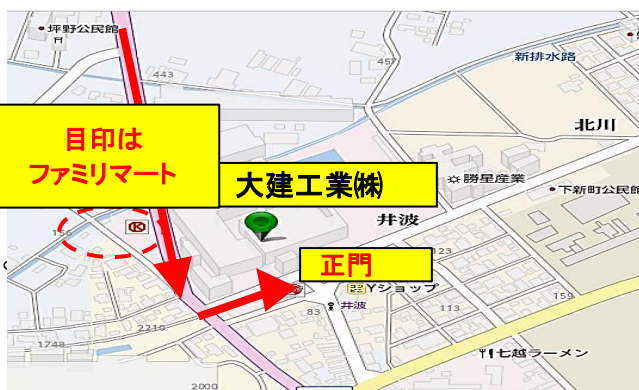 坪野公民館
443
457
新排水路
北川
目印は
ファミリマート
大建工業㈱
勝星産業
下新町公民館
井波
156
K
正門
123
Yショップ
井波
83
113
159
2210
1748
七越ラーメン
2000